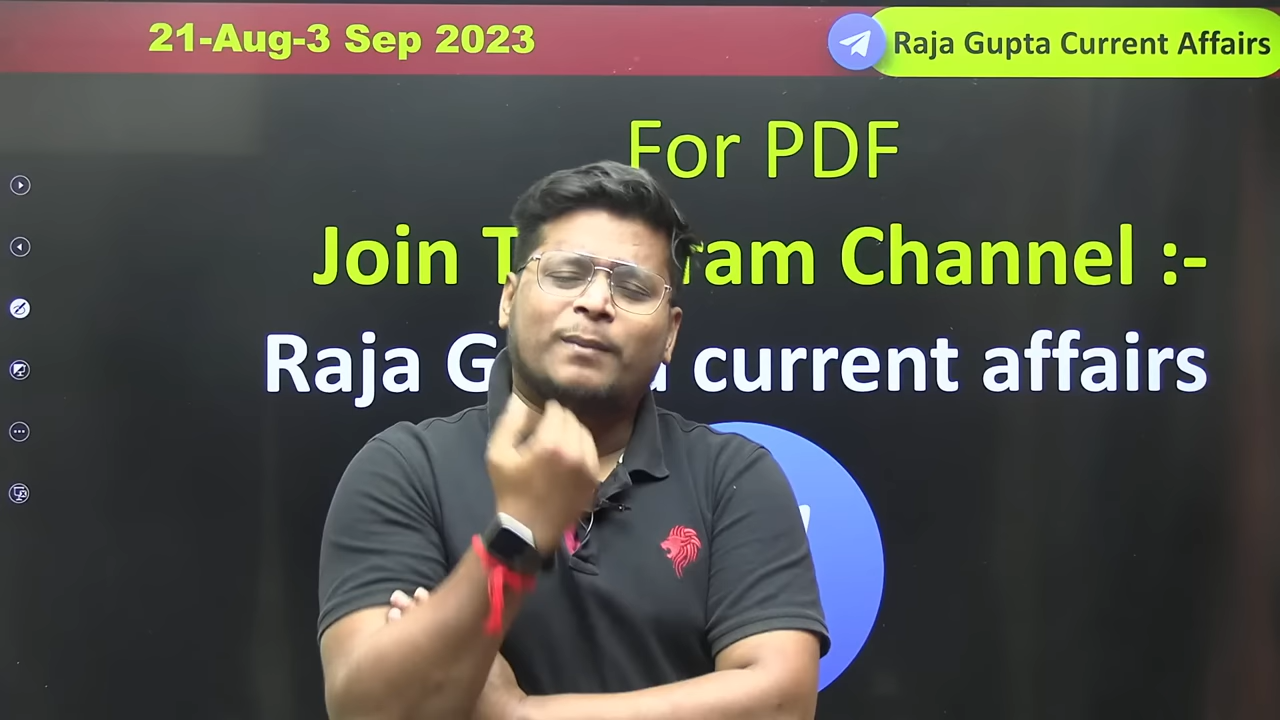 21-Aug-3 Sep 2023
Raja Gupta Current Affairs
For PDF
Join Channel :-
Raja current affairs